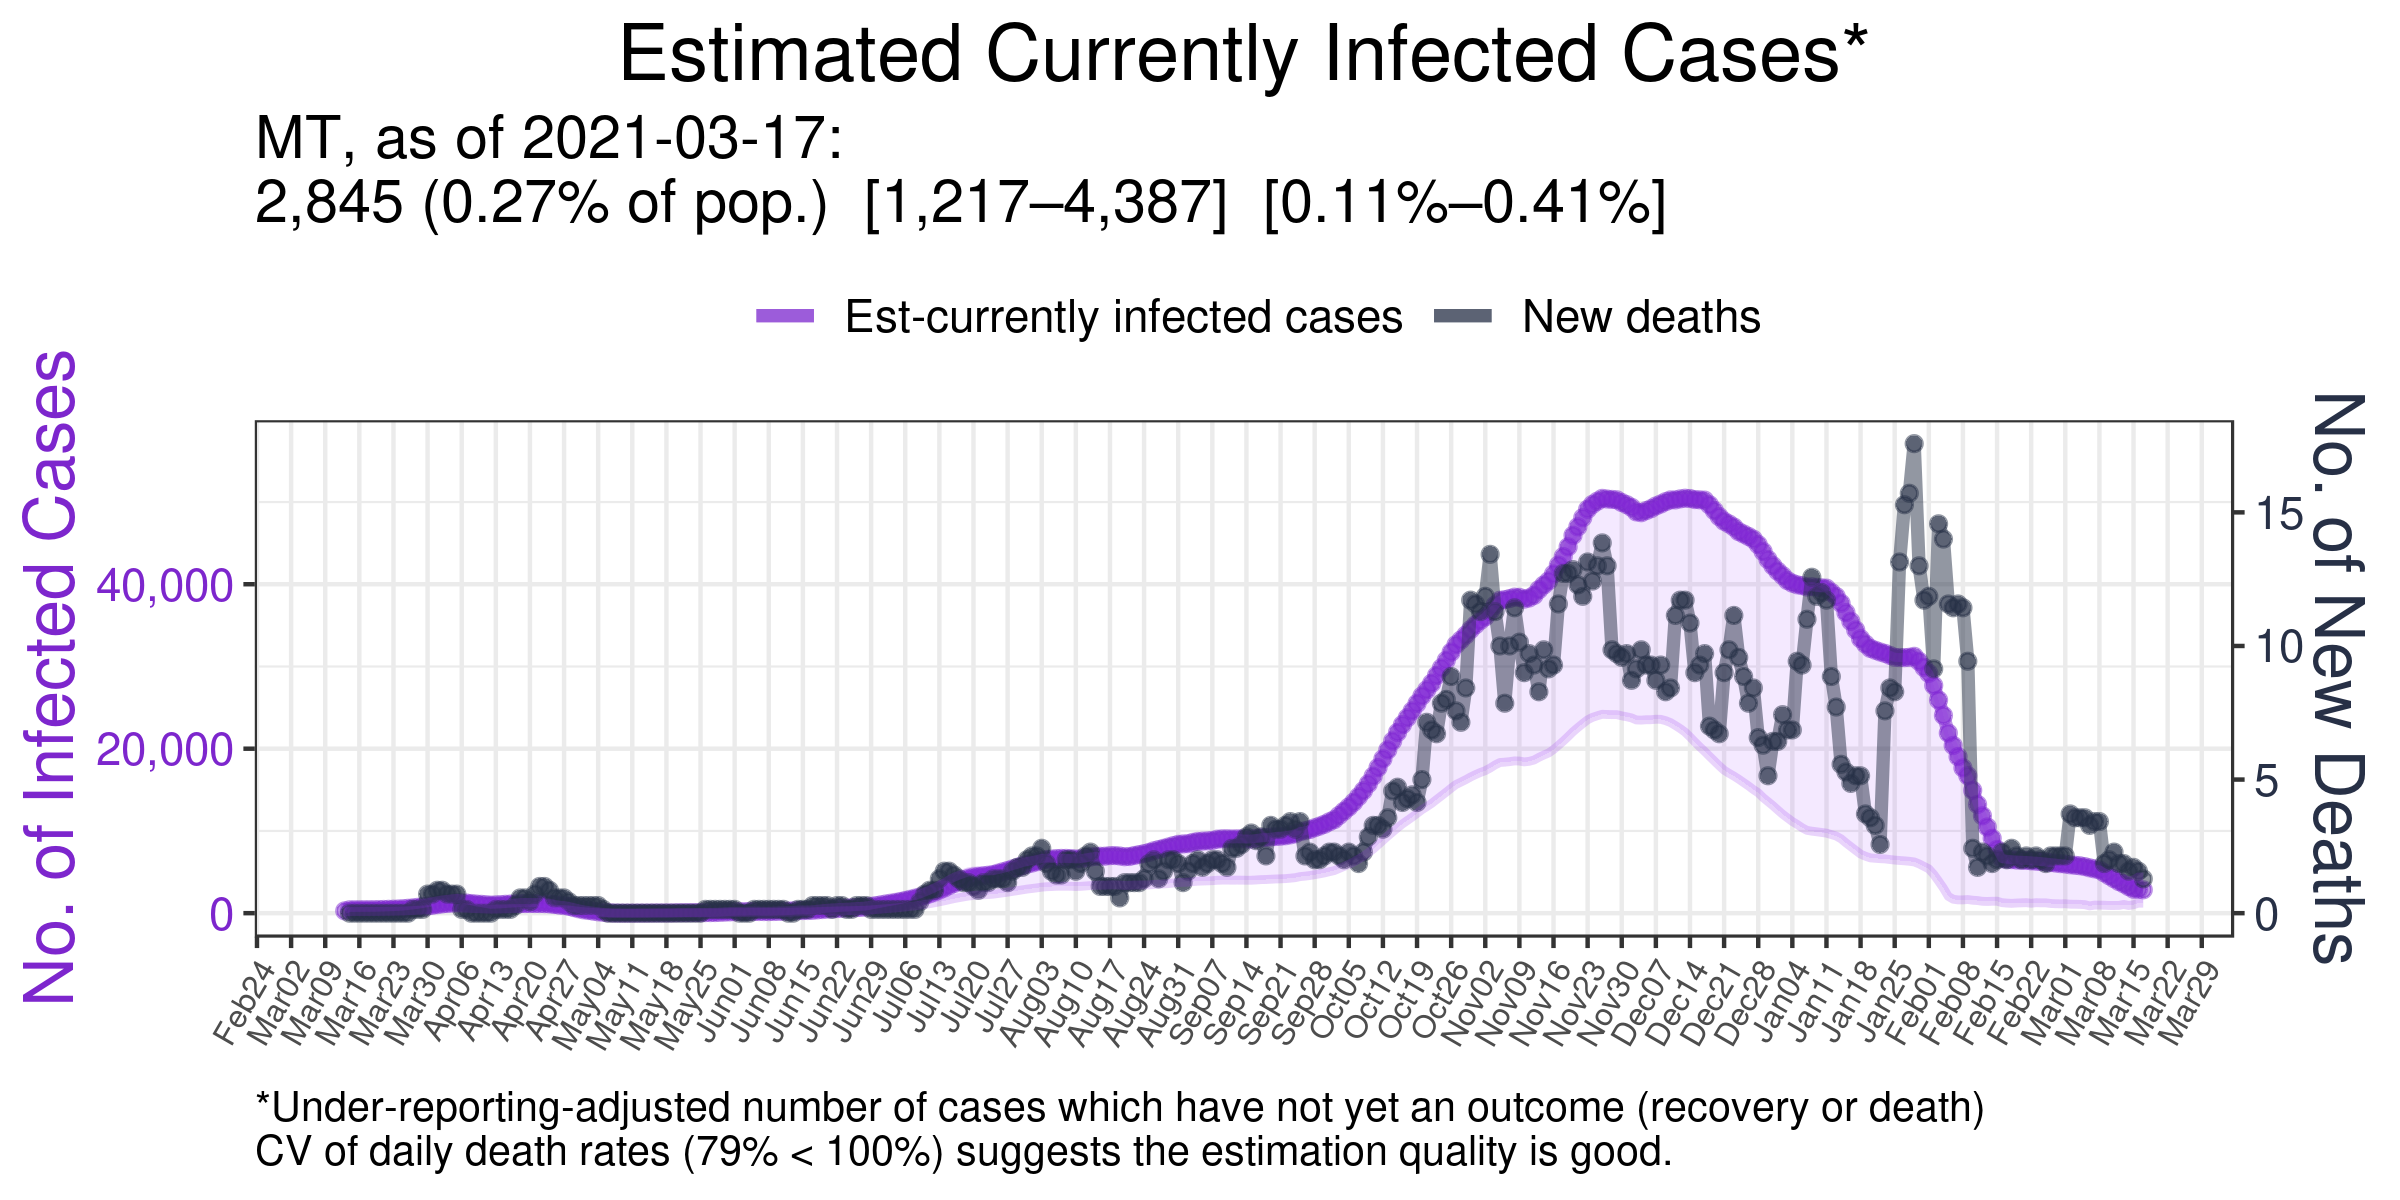 Estimated Currently Infected Cases*
MT, as of 2021-03-17:
2,845 (0.27% of pop.)  [1,217–4,387]  [0.11%–0.41%]
Est-currently infected cases
New deaths
No. of Infected Cases
40,000
20,000
0
15
10
5
0
No. of New Deaths
Feb24
Mar02
Mar09
Mar16
Mar23
Mar30
Apr06
Apr13
Apr20
Apr27
May04
May11
May18
May25
Jun01
Jun08
Jun15
Jun22
Jun29
Jul06
Jul13
Jul20
Jul27
Aug03
Aug10
Aug17
Aug24
Aug31
Sep07
Sep14
Sep21
Sep28
Oct05
Oct12
Oct19
Oct26
Nov02
Nov09
Nov16
Nov23
Nov30
Dec07
Dec14
Dec21
Dec28
Jan04
Jan11
Jan18
Jan25
Feb01
Feb08
Feb15
Feb22
Mar01
Mar08
Mar15
Mar22
Mar29
*Under-reporting-adjusted number of cases which have not yet an outcome (recovery or death)
CV of daily death rates (79% < 100%) suggests the estimation quality is good.